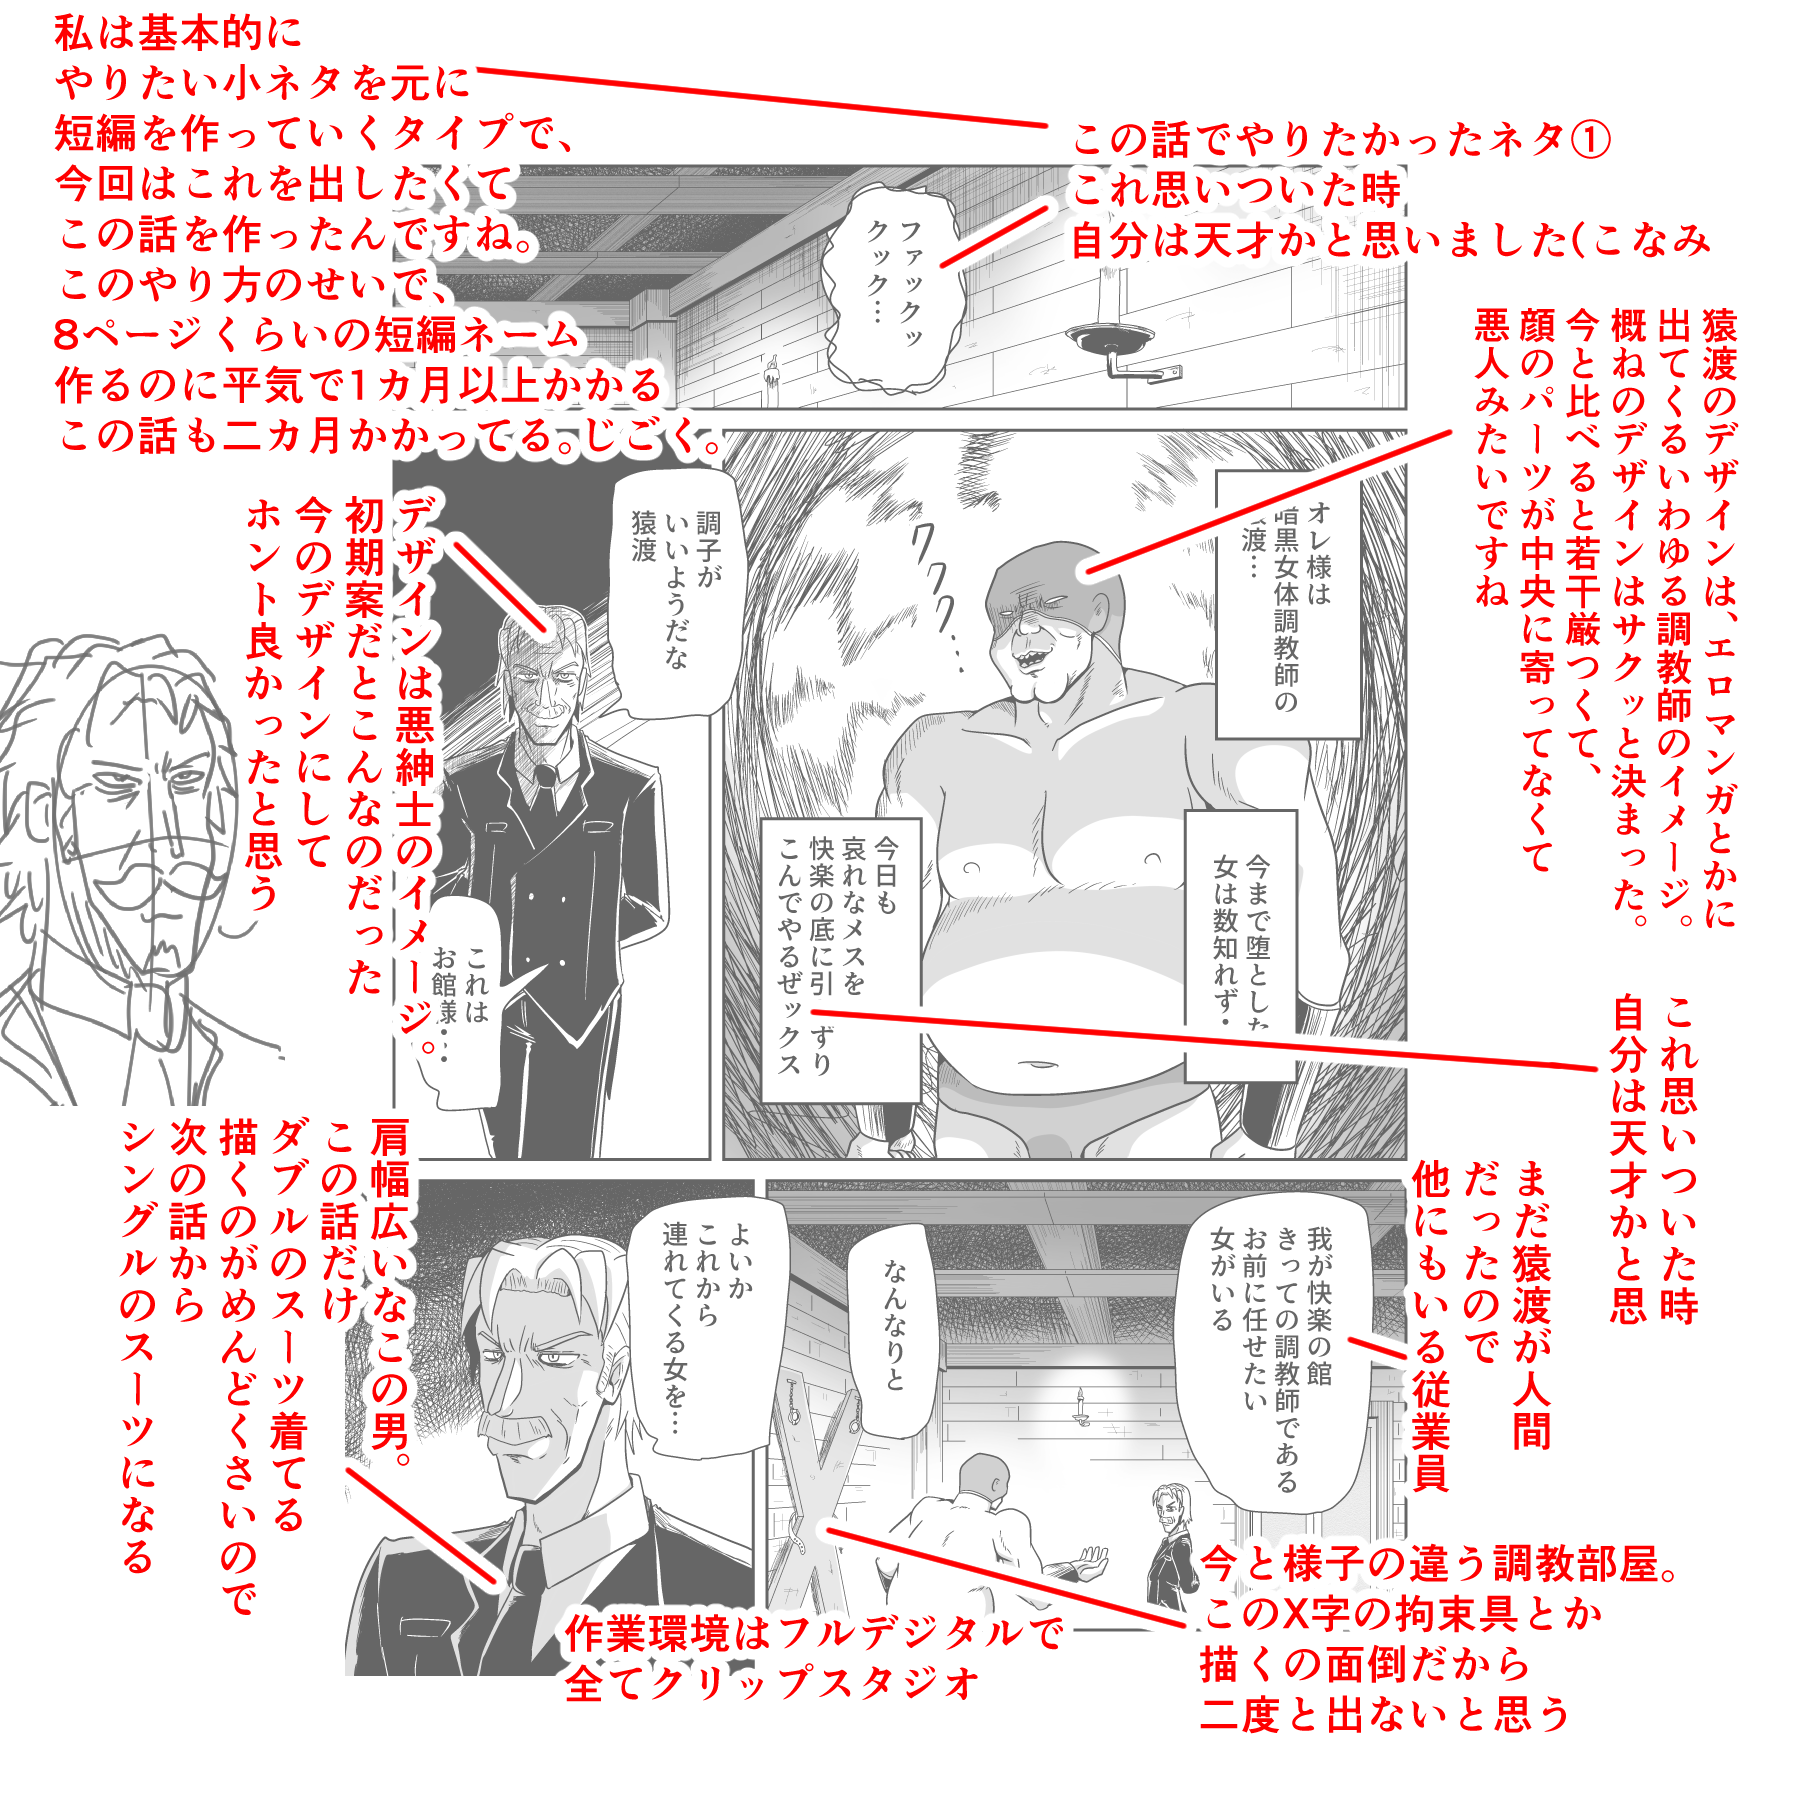 私は基本的に
やりたい小ネタを元に
短編を作っていくタイプで、
今回はこれを出したくて
この話を作ったんですね。
このやり方のせいで、
8ページくらいの短編ネーム
作るのに平気で1カ月以上かかる
この話も二カ月かかってる。じごく。
この話でやりたかったネタ①
これ思いついた時
自分は天才かと思いました(こなみ
ファックックッ
クック…
猿渡のデザインは、エロマンガとかに
出てくるいわゆる調教師のイメージ。
概ねのデザインはサクッと決まった。
今と比べると若干厳つくて、
顔のパーツが中央に寄ってなくて
悪人みたいですね
オレ様は
暗黒女体調教師の
猿渡…
ククク…
今まで堕とした
女は数知れず・
今日も
哀れなメスを
快楽の底に引 ずり
こんでやるぜックス
これ思いついた時
自分は天才かと思
調子が
いいようだな
猿渡
これは
お館様・・・
デザインは悪紳士のイメージ。
初期案だとこんなのだった
今のデザインにして
ホント良かったと思う
我が快楽の館
きっての調教師である
お前に任せたい
女がいる
まだ猿渡が人間
だったので
他にもいる従業員
なんなりと
よいか
これから
連れてくる女を…
肩幅広いなこの男。
この話だけ
ダブルのスーツ着てる
描くのがめんどくさいので
次の話から
シングルのスーツになる
今と様子の違う調教部屋。
このX字の拘束具とか
描くの面倒だから
二度と出ないと思う
作業環境はフルデジタルで
全てクリップスタジオ